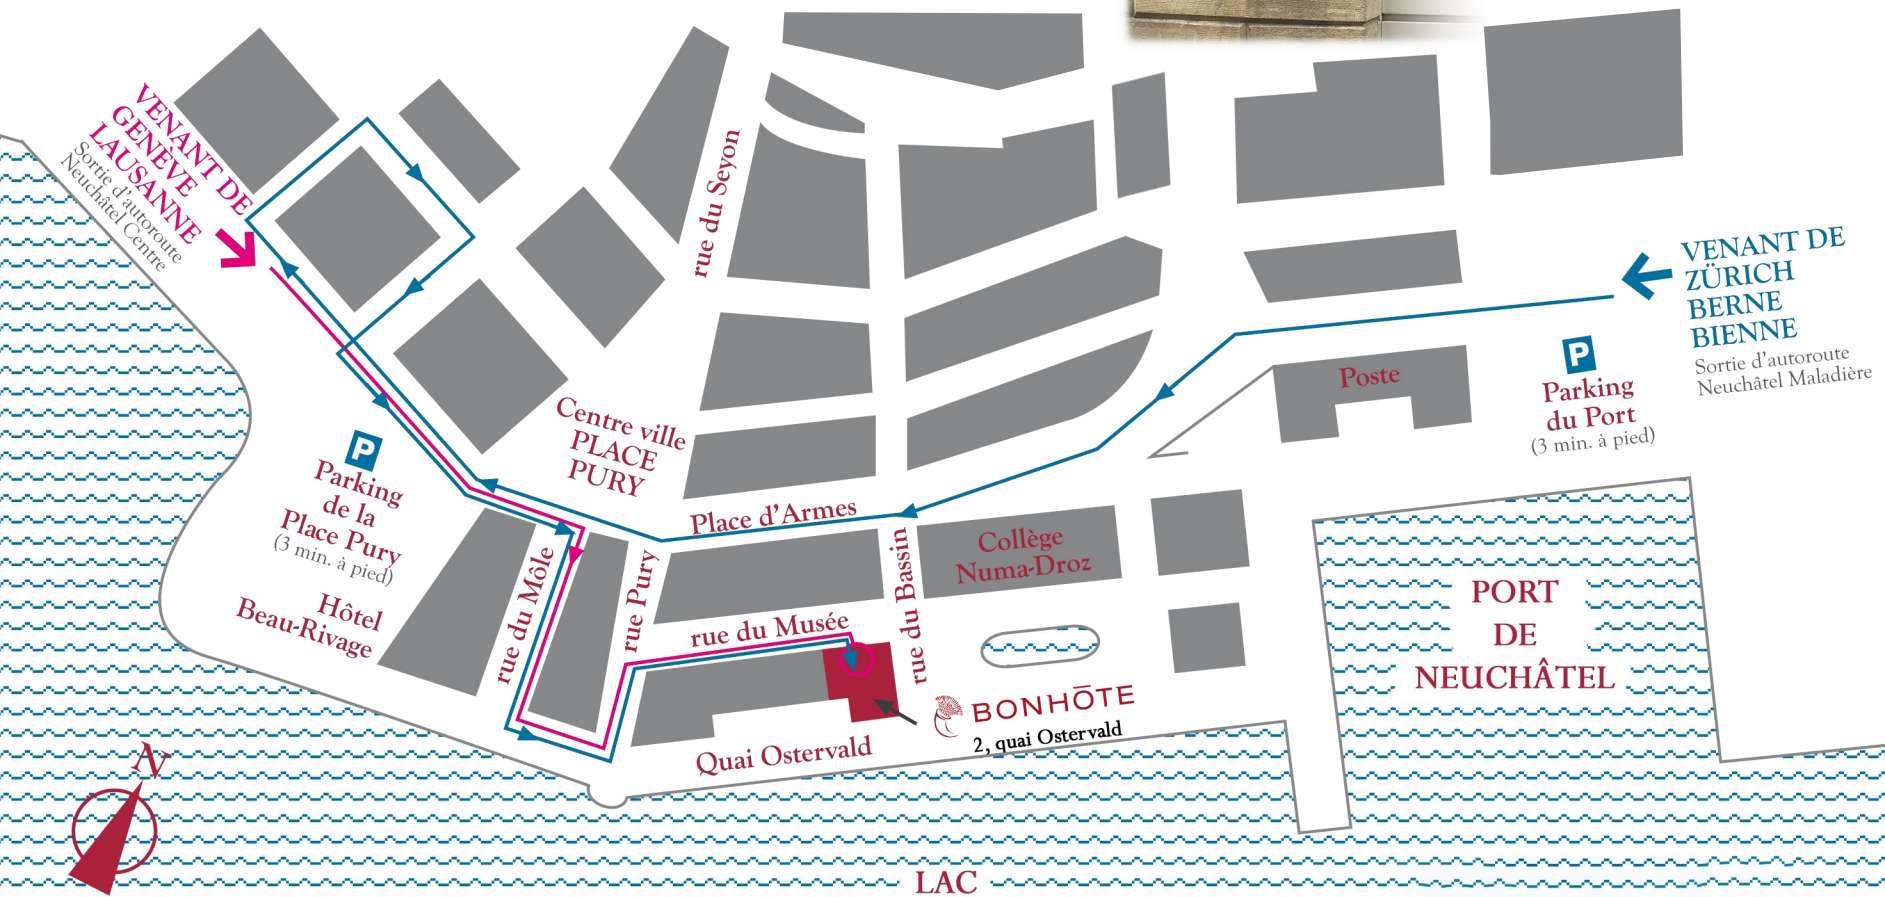 VENANT DE
GENÈVE
LAUSANNE
Sortie d'autoroute
Neuchâtel Centre
rue du Seyon
VENANT DE
ZÜRICH
BERNE
BIENNE
Sortie d'autoroute
Neuchâtel Maladière
P
Parking
du Port
(3 min. à pied)
Poste
Centre ville
PLACE
PURY
P
Parking
de la
Place Pury
(3 min. à pied)
Place d'Armes
Collège
Numa-Droz
Hôtel
Beau-Rivage
rue du Môle
rue Pury
rue du Musée
rue du Bassin
PORT
DE
NEUCHÂTEL
BONHŌTE
2, quai Ostervald
Quai Ostervald
N
LAC